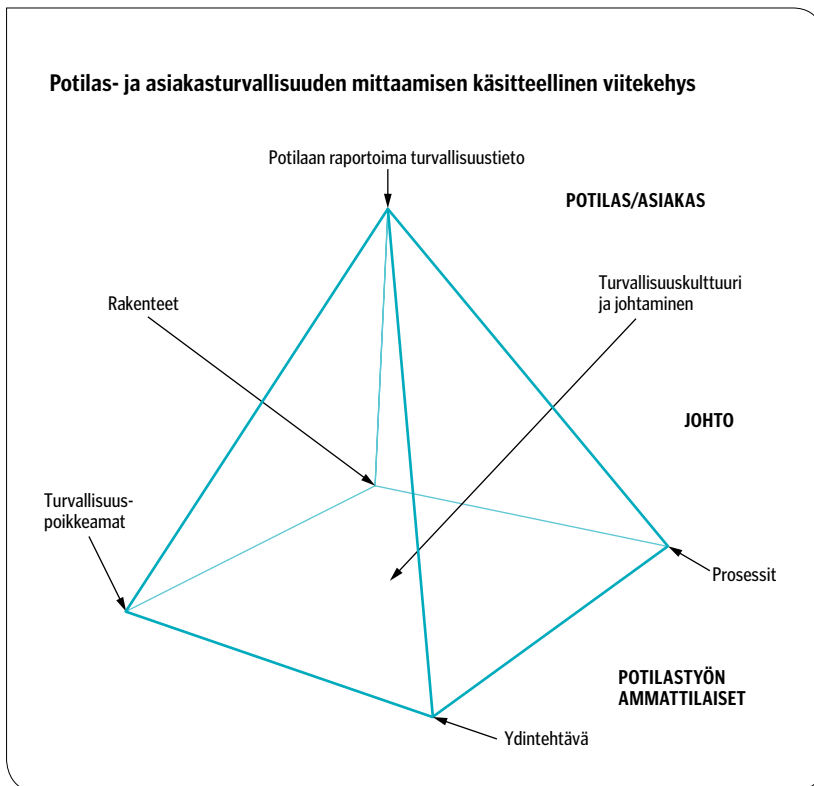 Potilas- ja asiakasturvallisuuden mittaamisen käsitteellinen viitekehys
Potilaan raportoima turvallisuustieto
POTILAS/ASIAKAS
Turvallisuuskulttuuri
ja johtaminen
Rakenteet
JOHTO
Turvallisuus-
poikkeamat
Prosessit
POTILASTYÖN
AMMATTILAISET
Ydintehtävä